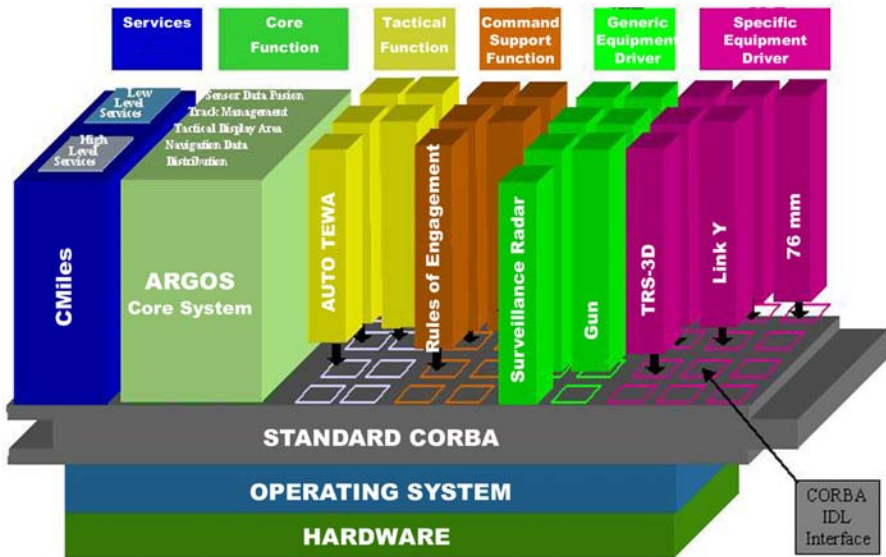 Services
Core
Function
Tactical
Function
Command
Support
Function
Generic
Equipment
Driver
Specific
Equipment
Driver
Low
Level
Services
High
Level
Services
Sensor Data Fusion
Track Management
Tactical Display Area
Navigation Data
Distribution
CMiles
ARGOS
Core System
AUTO TEWA
Rules of Engagement
Surveillance Radar
Gun
TRS-3D
Link Y
76 mm
STANDARD CORBA
OPERATING SYSTEM
HARDWARE
CORBA
IDL
Interface